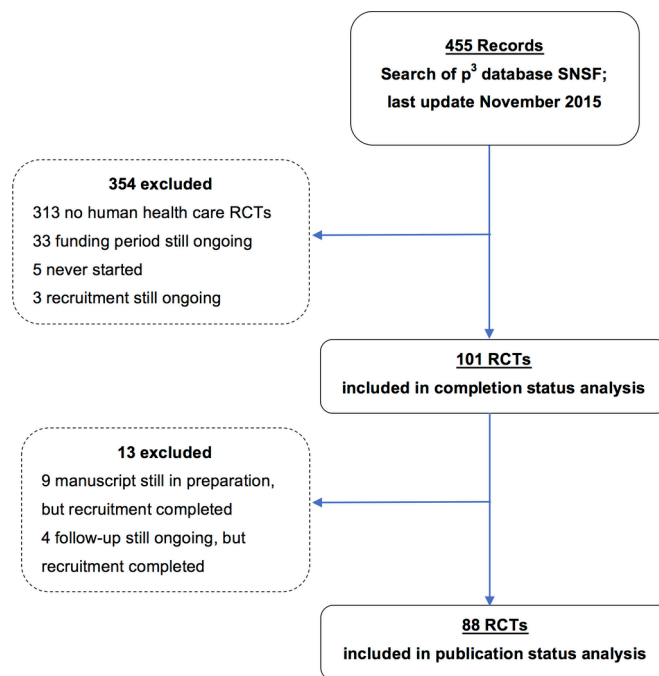 455 Records
Search of p³ database SNSF;
last update November 2015
354 excluded
313 no human health care RCTs
33 funding period still ongoing
5 never started
3 recruitment still ongoing
101 RCTs
included in completion status analysis
13 excluded
9 manuscript still in preparation,
but recruitment completed
4 follow-up still ongoing, but
recruitment completed
88 RCTs
included in publication status analysis